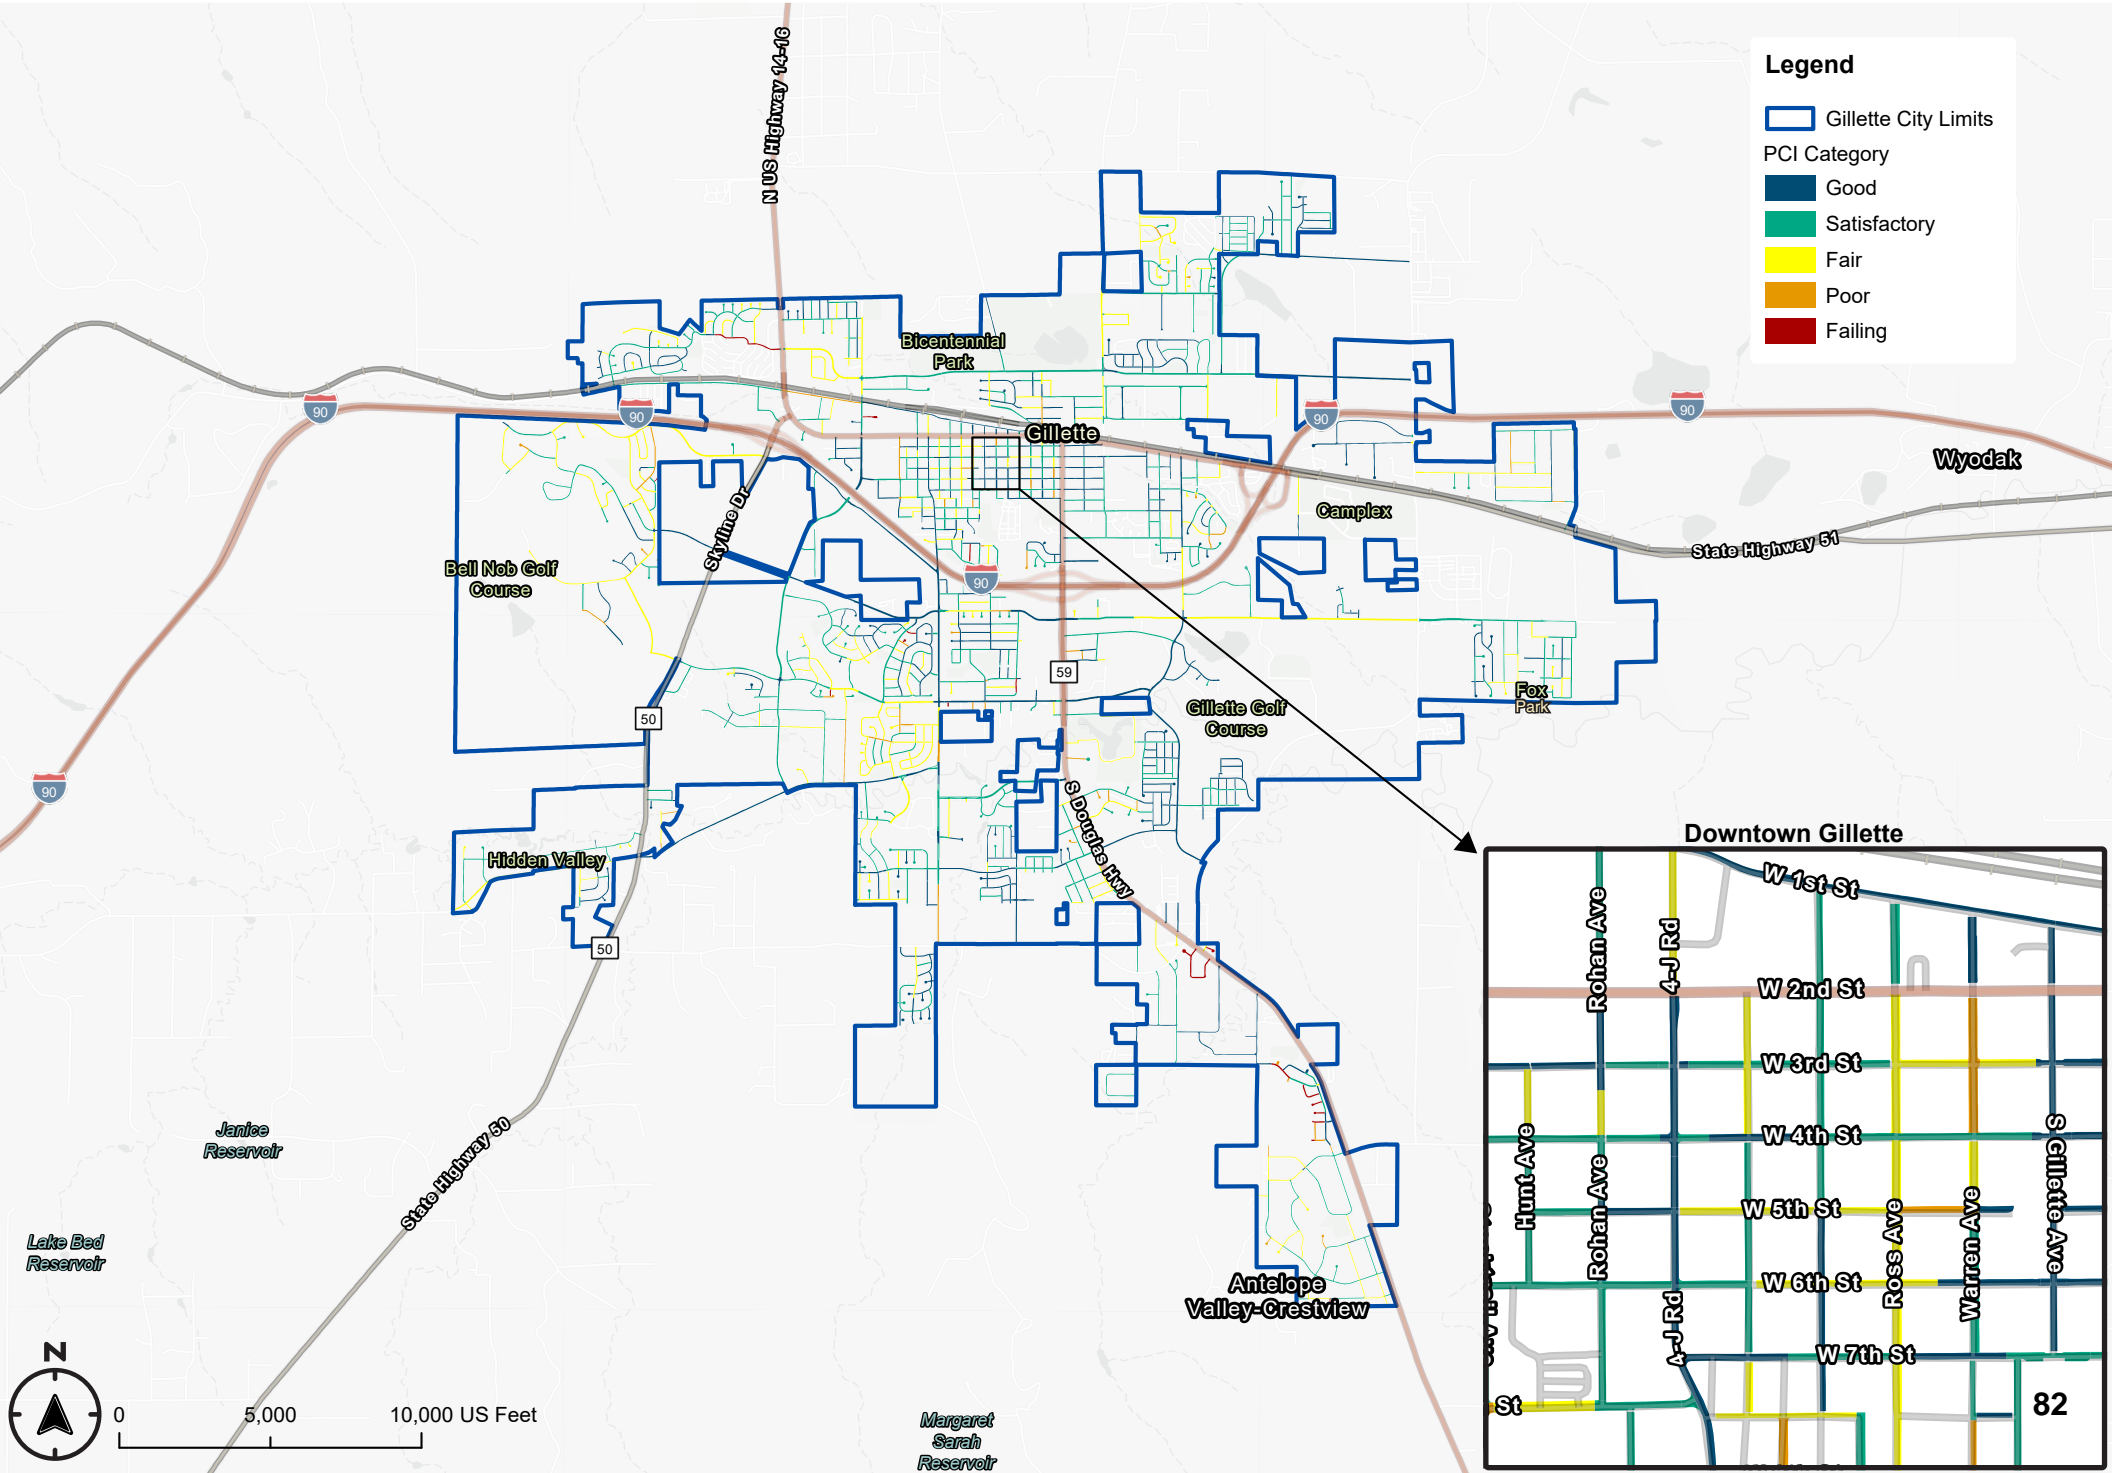 Legend
Gillette City Limits
PCI Category
Good
Satisfactory
Fair
Poor
Failing
N US Highway 14-16
Bicentennial
Park
90
90
90
90
Gillette
Wyodak
Skyline Dr
Camplex
State Highway 51
Bell Nob Golf
Course
90
59
50
Gillette Golf
Course
Fox
Park
90
S Douglas Hwy
Hidden Valley
50
Janice
Reservoir
State Highway 50
Lake Bed
Reservoir
Antelope
Valley-Crestview
Margaret
Sarah
Reservoir
N
0
5,000
10,000 US Feet
Downtown Gillette
W 1st St
Rohan Ave
4-J Rd
W 2nd St
W 3rd St
W 4th St
Hunt Ave
Rohan Ave
S Gillette Ave
W 5th St
Ross Ave
Warren Ave
W 6th St
4-J Rd
W 7th St
St
82